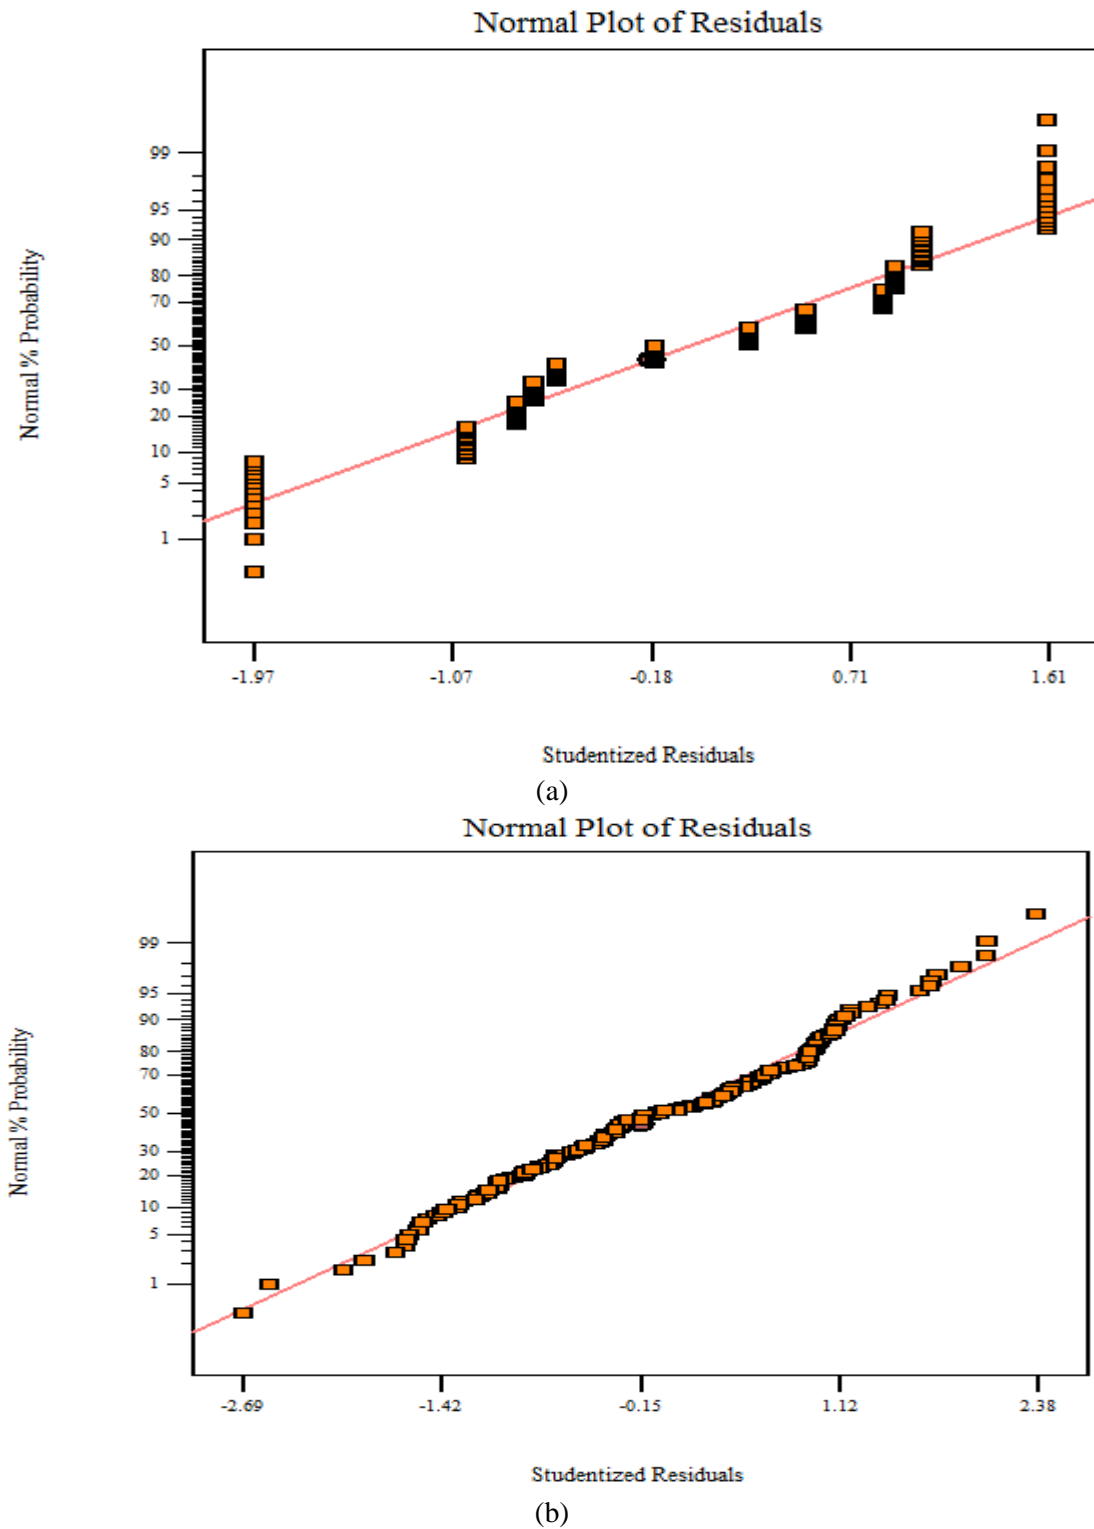 Normal Plot of Residuals
Normal % Probability
99
95
90
80
70
50
30
20
10
5
1
-1.97 -1.07 -0.18 0.71 1.61
Studentized Residuals
(a)
Normal Plot of Residuals
Normal % Probability
99
95
90
80
70
50
30
20
10
5
1
-2.69 -1.42 -0.15 1.12 2.38
Studentized Residuals
(b)